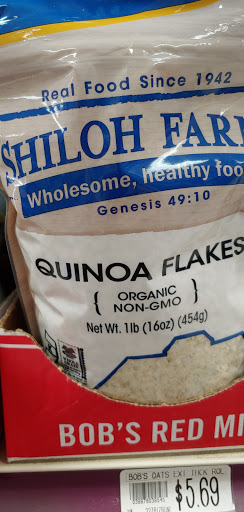 Real Food Since 1942
SHILOH FAR
Wholesome, healthy foo
Genesis 49:10
QUINOA FLAKES
{ ORGANIC
NON-GMO }
Net Wt. 1lb (16oz) (454g)
BOB'S RED MI
BOB'S OATS EXT THK ROL
$5.69